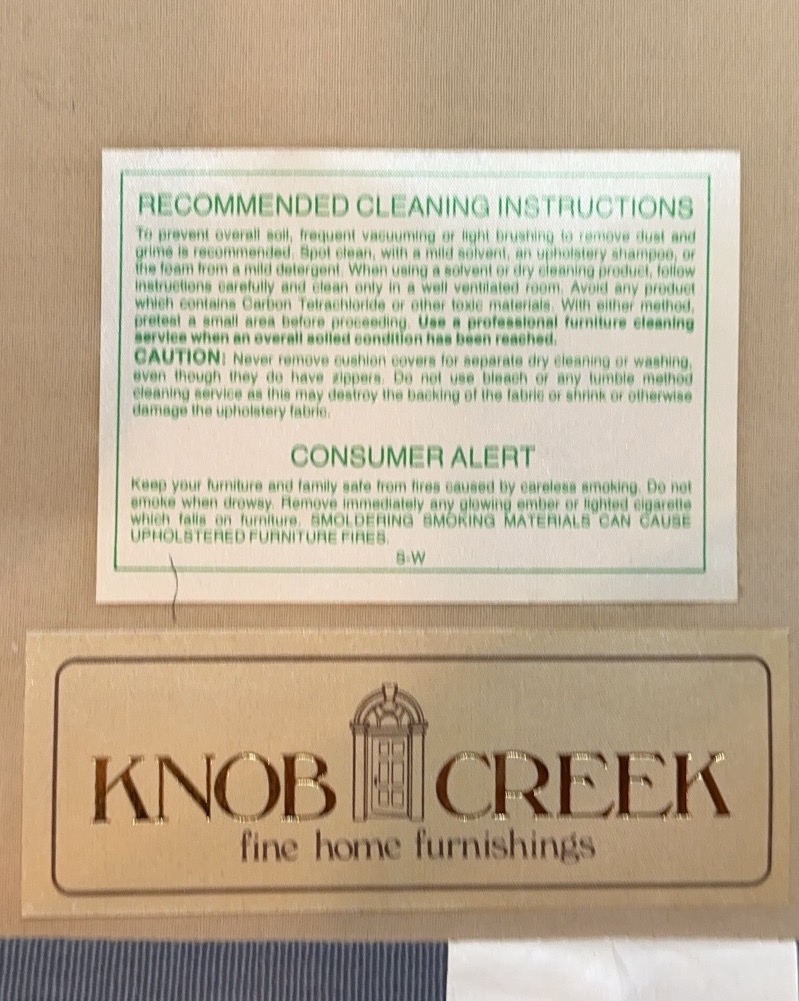 RECOMMENDED CLEANING INSTRUCTIONS
To prevent overall soil, frequent vacuuming or light brushing to remove dust and
grime is recommended. Spot clean, with a mild solvent, an upholstery shampoo, or
the foam from a mild detergent. When using a solvent or dry cleaning product, follow
instructions carefully and clean only in a well ventilated room. Avoid any product
which contains Carbon Tetrachloride or other toxic materials. With either method,
pretest a small area before proceeding. Use a professional furniture cleaning
service when an overall soiled condition has been reached.
CAUTION: Never remove cushion covers for separate dry cleaning or washing,
even though they do have zippers. Do not use bleach or any tumble method
cleaning service as this may destroy the backing of the fabric or shrink or otherwise
damage the upholstery fabric.
CONSUMER ALERT
Keep your furniture and family safe from fires caused by careless smoking. Do not
smoke when drowsy. Remove immediately any glowing ember or lighted cigarette
which falls on furniture. SMOLDERING SMOKING MATERIALS CAN CAUSE
UPHOLSTERED FURNITURE FIRES.
S-W
KNOB CREEK
fine home furnishings